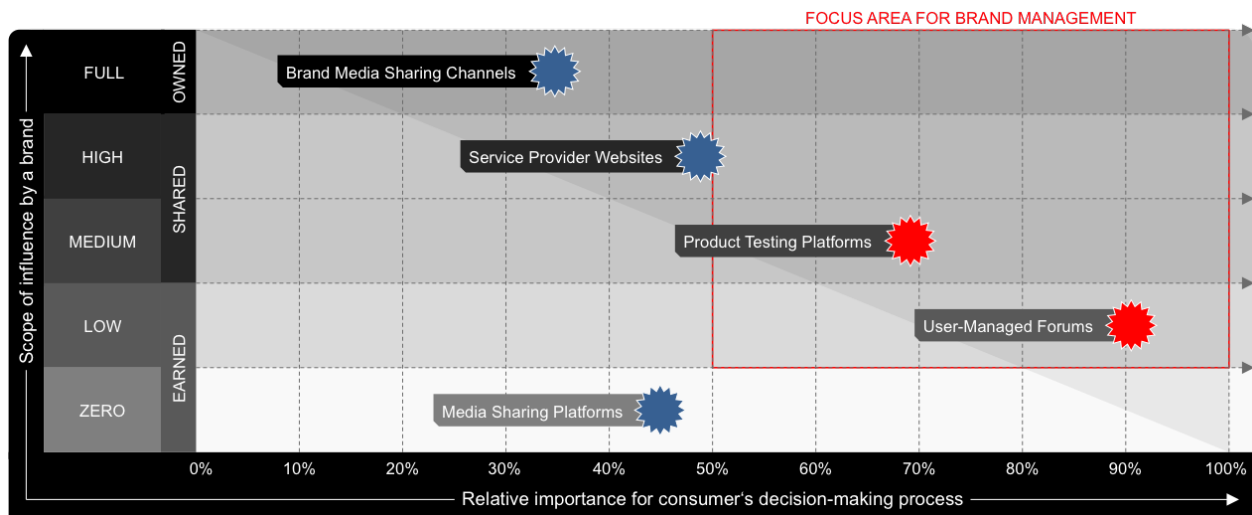 FOCUS AREA FOR BRAND MANAGEMENT
Scope of influence by a brand
FULL
OWNED
Brand Media Sharing Channels
HIGH
SHARED
Service Provider Websites
MEDIUM
Product Testing Platforms
LOW
EARNED
User-Managed Forums
ZERO
Media Sharing Platforms
0% 10% 20% 30% 40% 50% 60% 70% 80% 90% 100%
Relative importance for consumer‘s decision-making process